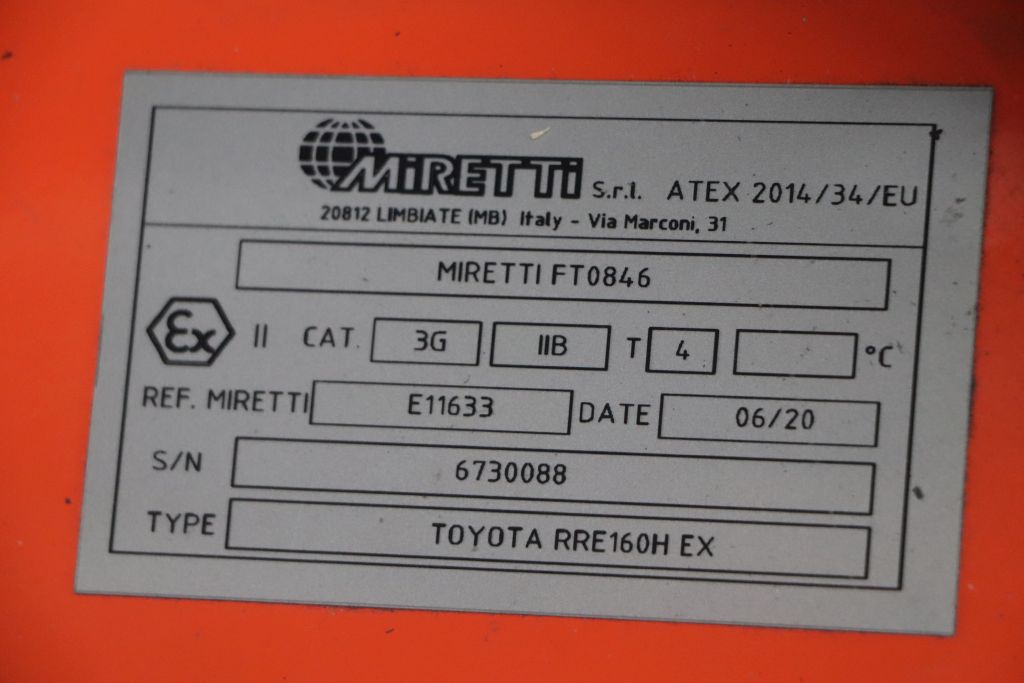 MiRETTi S.r.l. ATEX 2014/34/EU
20812 LIMBIATE (MB) Italy - Via Marconi, 31
MIRETTI FT0846
Ex II CAT. 3G IIB T 4 °C
REF. MIRETTI E11633 DATE 06/20
S/N 6730088
TYPE TOYOTA RRE160H EX